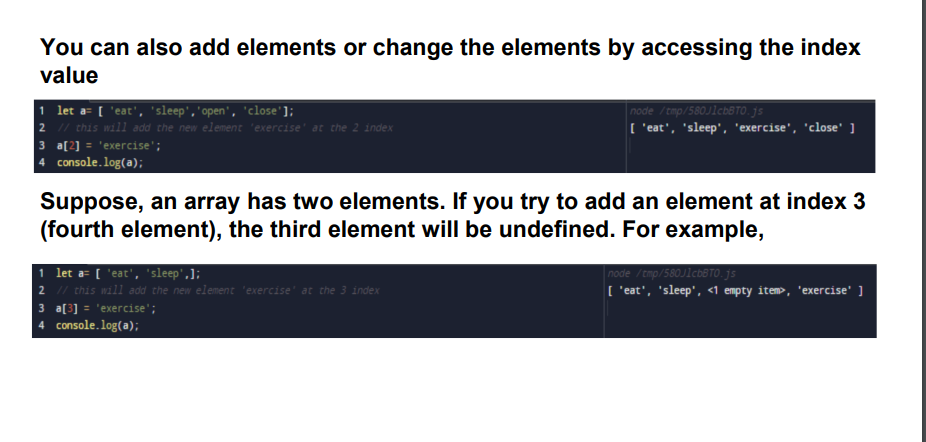 You can also add elements or change the elements by accessing the index
value
1 let a= [ 'eat', 'sleep','open', 'close'];
2 // this will add the new element 'exercise' at the 2 index
3 a[2] = 'exercise';
4 console.log(a);
node /tmp/580JlcbBTO.js
[ 'eat', 'sleep', 'exercise', 'close' ]
Suppose, an array has two elements. If you try to add an element at index 3
(fourth element), the third element will be undefined. For example,
1 let a= [ 'eat', 'sleep',];
2 // this will add the new element 'exercise' at the 3 index
3 a[3] = 'exercise';
4 console.log(a);
node /tmp/580JlcbBTO.js
[ 'eat', 'sleep', <1 empty item>, 'exercise' ]